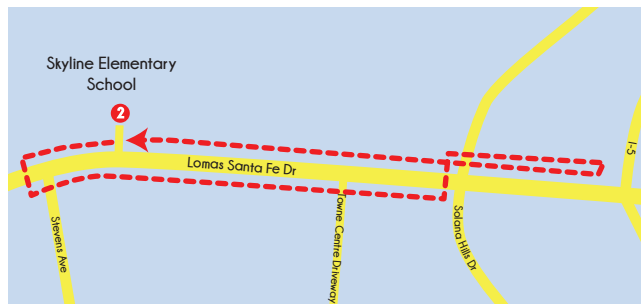 Skyline Elementary
School
2
Lomas Santa Fe Dr
I-5
Stevens Ave
Towne Centre Driveway
Solana Hills Dr